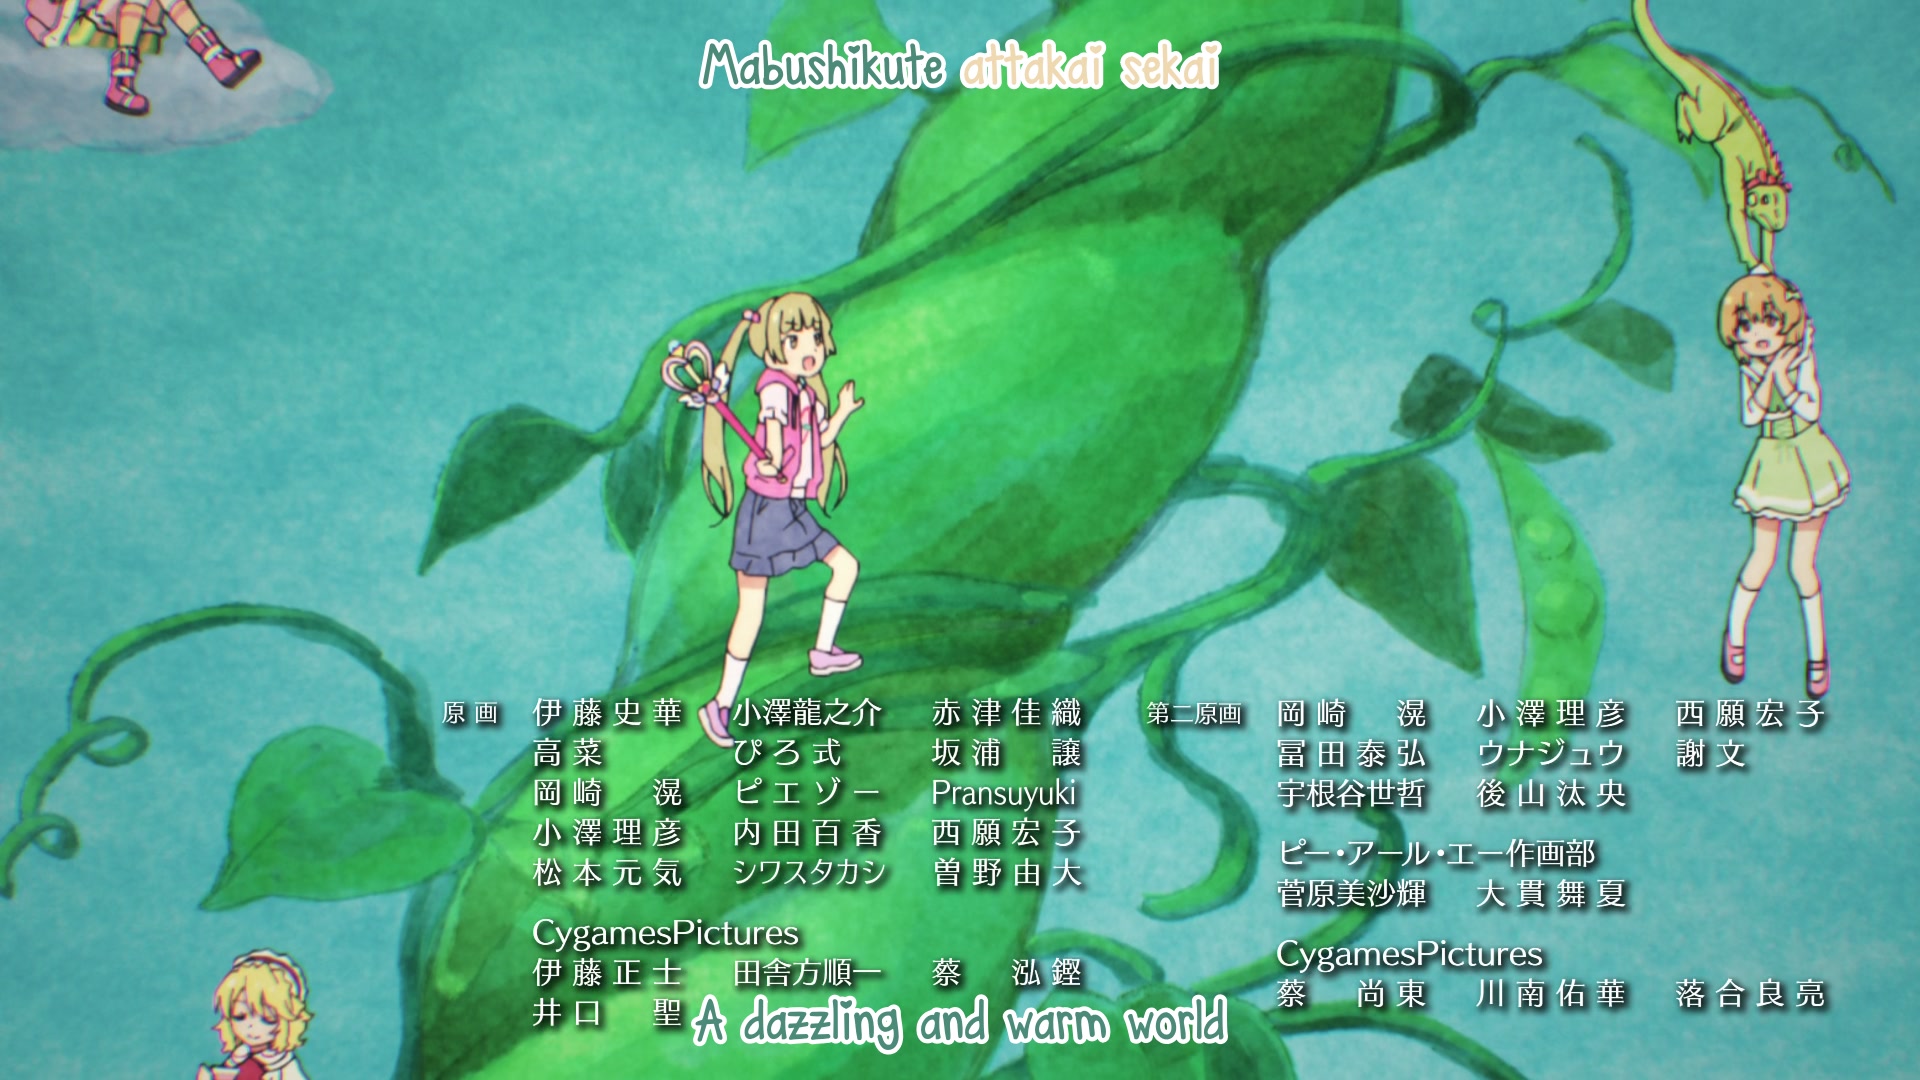 Mabushikute attakai sekai
原画 伊藤史華 小澤龍之介 赤津佳織
高菜 ぴろ式 坂浦 譲
岡崎 滉 ピエゾー Pransuyuki
小澤理彦 内田百香 西願宏子
松本元気 シワスタカシ 曽野由大
CygamesPictures
伊藤正士 田舎方順一 蔡 泓鏗
井口 聖
第二原画 岡崎 滉 小澤理彦 西願宏子
冨田泰弘 ウナジュウ 謝文
宇根谷世哲 後山汰央
ピー・アール・エー作画部
菅原美沙輝 大貫舞夏
CygamesPictures
蔡 尚東 川南佑華 落合良亮
A dazzling and warm world